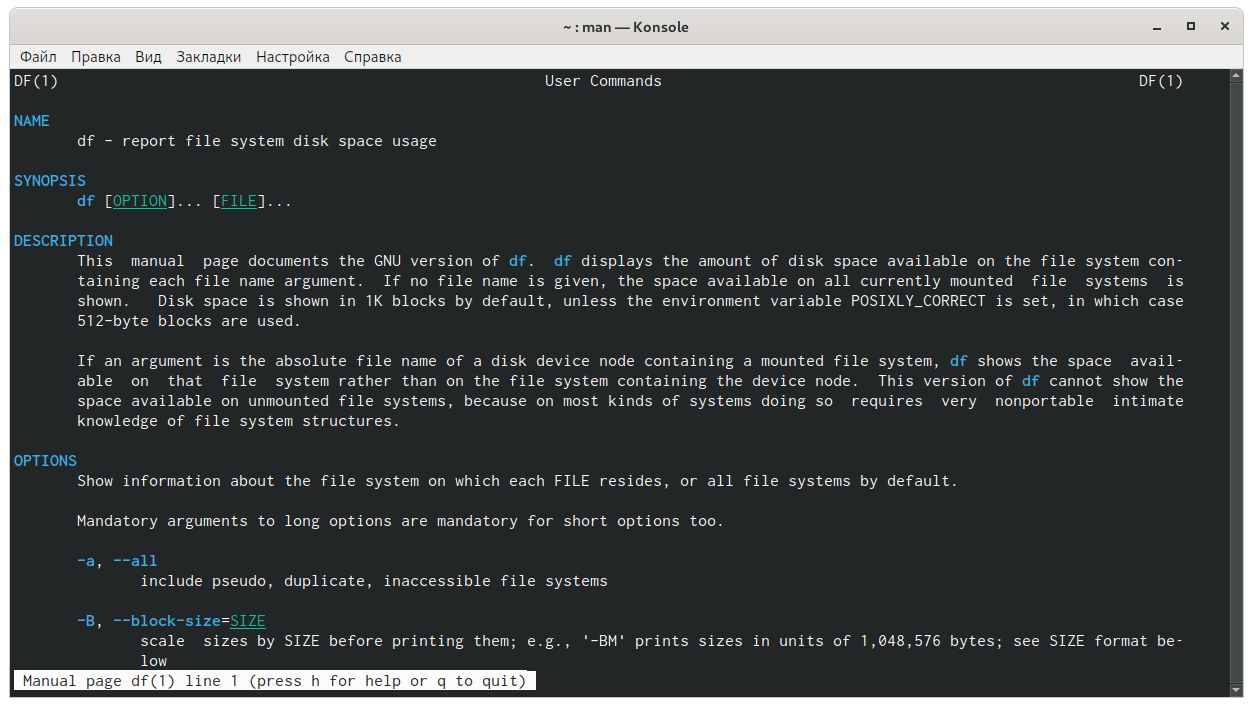 ~ : man — Konsole
Файл Правка Вид Закладки Настройка Справка
DF(1) User Commands DF(1)
NAME
df - report file system disk space usage
SYNOPSIS
df [OPTION]... [FILE]...
DESCRIPTION
This manual page documents the GNU version of df. df displays the amount of disk space available on the file system con-
taining each file name argument. If no file name is given, the space available on all currently mounted file systems is
shown. Disk space is shown in 1K blocks by default, unless the environment variable POSIXLY_CORRECT is set, in which case
512-byte blocks are used.
If an argument is the absolute file name of a disk device node containing a mounted file system, df shows the space avail-
able on that file system rather than on the file system containing the device node. This version of df cannot show the
space available on unmounted file systems, because on most kinds of systems doing so requires very nonportable intimate
knowledge of file system structures.
OPTIONS
Show information about the file system on which each FILE resides, or all file systems by default.
Mandatory arguments to long options are mandatory for short options too.
-a, --all
include pseudo, duplicate, inaccessible file systems
-B, --block-size=SIZE
scale sizes by SIZE before printing them; e.g., '-BM' prints sizes in units of 1,048,576 bytes; see SIZE format be-
low
Manual page df(1) line 1 (press h for help or q to quit)